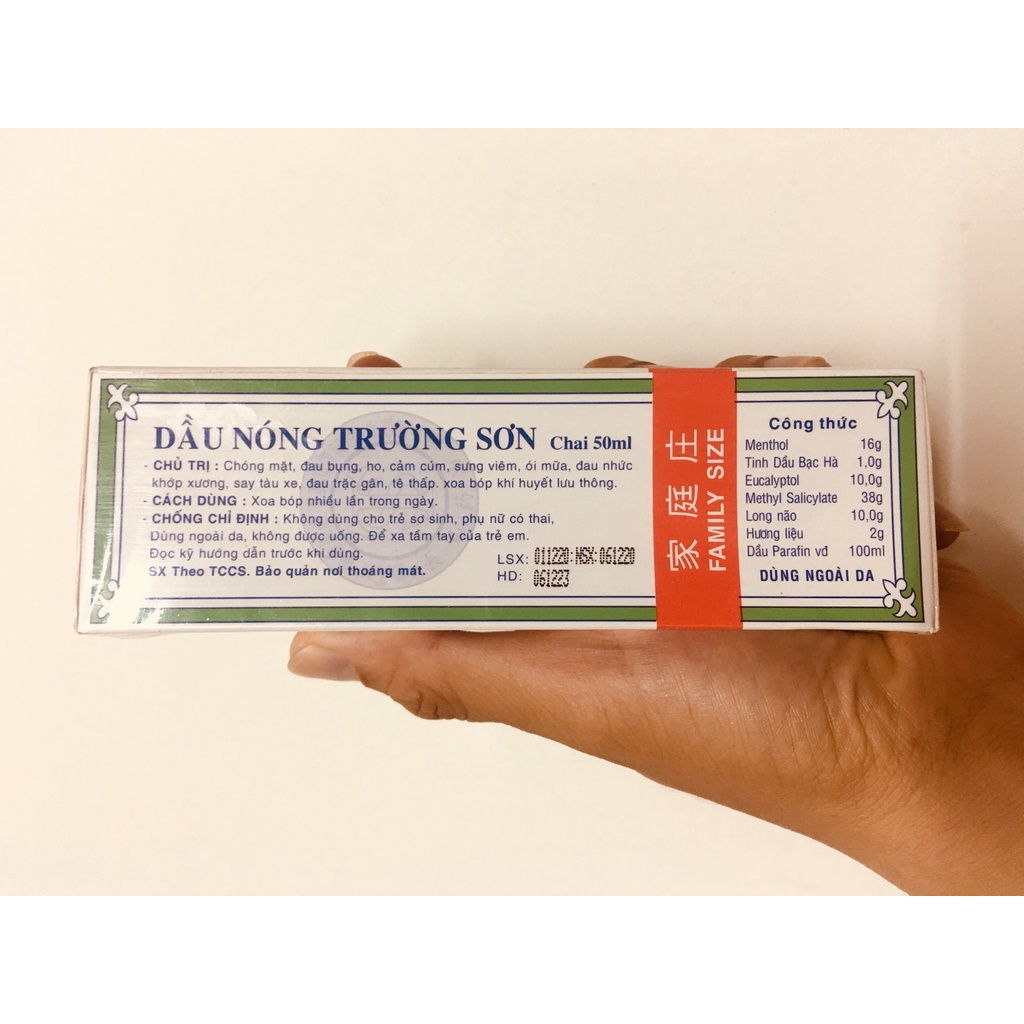 DẦU NÓNG TRƯỜNG SƠN Chai 50ml
- CHỦ TRỊ : Chóng mặt, đau bụng, ho, cảm cúm, sưng viêm, ói mữa, đau nhức
khớp xương, say tàu xe, đau trặc gân, tê thấp. xoa bóp khí huyết lưu thông.
- CÁCH DÙNG : Xoa bóp nhiều lần trong ngày.
- CHỐNG CHỈ ĐỊNH : Không dùng cho trẻ sơ sinh, phụ nữ có thai,
Dùng ngoài da, không được uống. Để xa tầm tay của trẻ em.
Đọc kỹ hướng dẫn trước khi dùng.
SX Theo TCCS. Bảo quản nơi thoáng mát.
LSX: 011220:NSX:061220
HD: 061223
家庭庄
FAMILY SIZE
Công thức
Menthol 16g
Tinh Dầu Bạc Hà 1,0g
Eucalyptol 10,0g
Methyl Salicylate 38g
Long não 10,0g
Hương liệu 2g
Dầu Parafin vđ 100ml
DÙNG NGOÀI DA